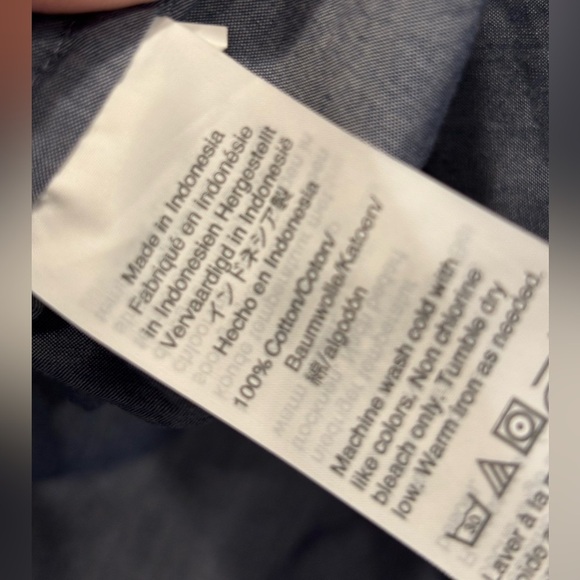 Made in Indonesia
Fabriqué en Indonésie
in Indonesien Hergestellt
Vervaardigd in Indonesië
インドネシア製
Hecho en Indonesia
100% Cotton/Coton/
Baumwolle/Katoen/
綿/algodón
Machine wash cold with
like colors. Non chlorine
bleach only. Tumble dry
low. Warm iron as needed.
Laver à la